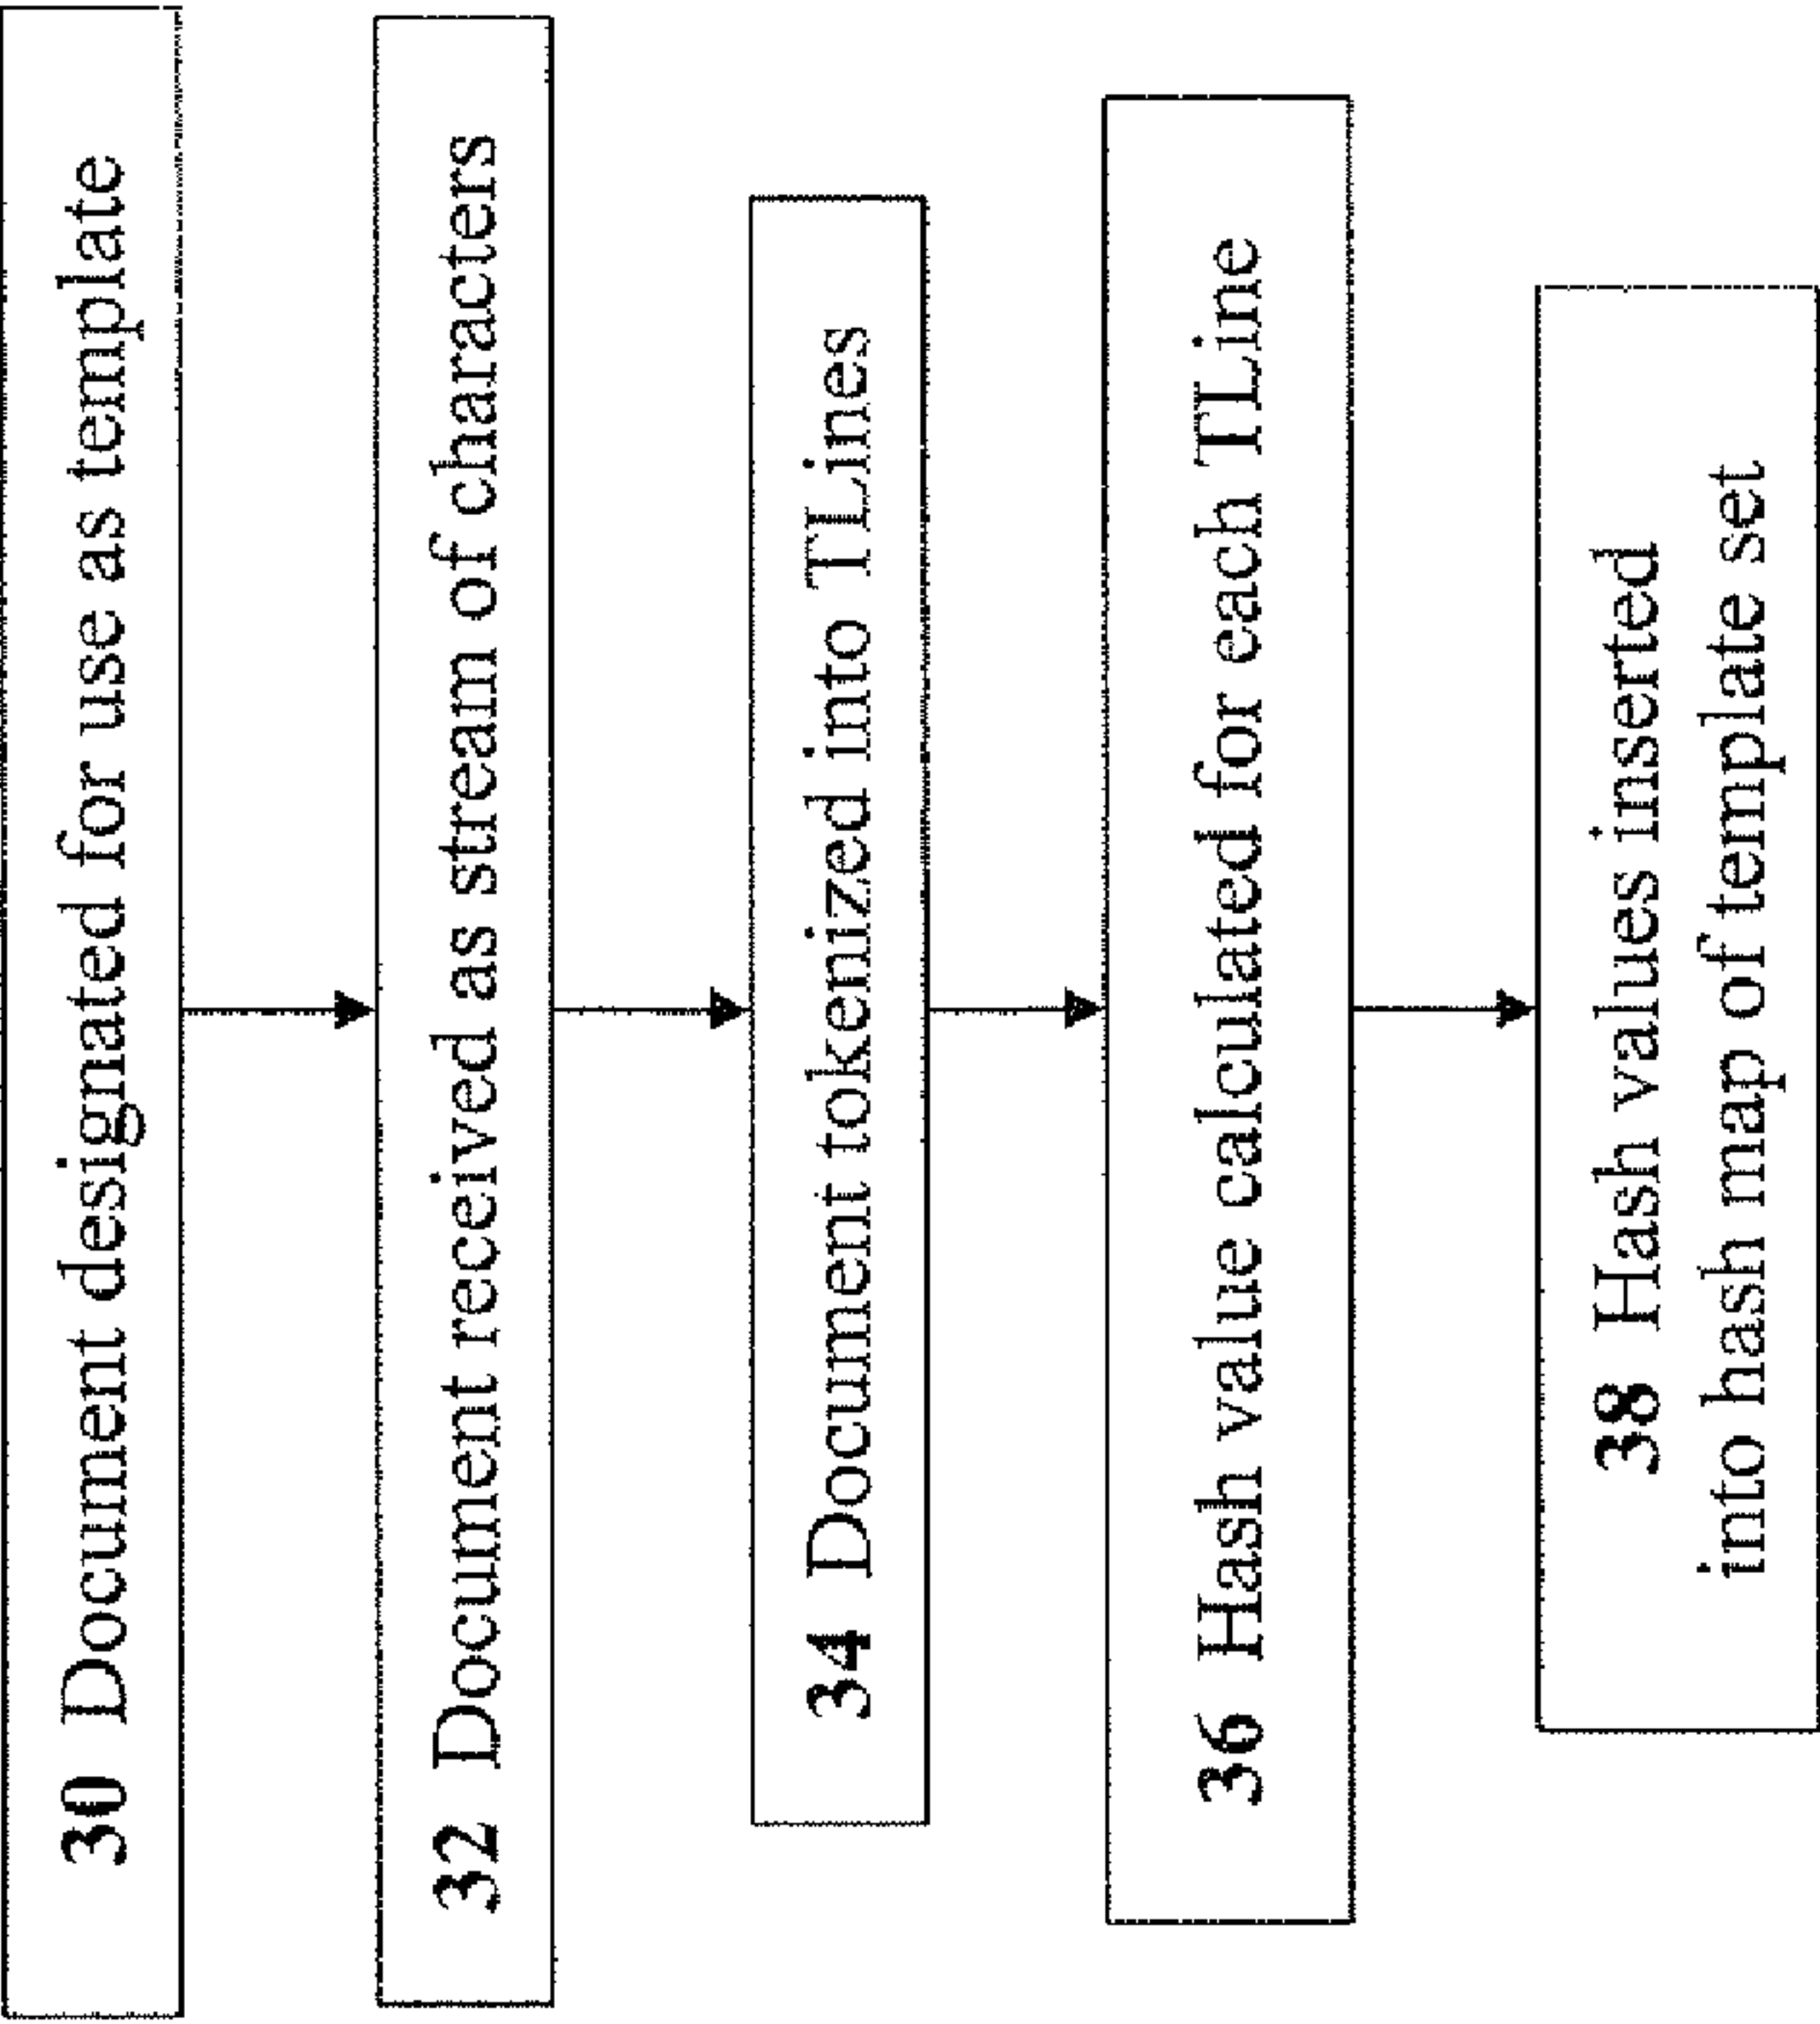 30 Document designated for use as template
32 Document received as stream of characters
34 Document tokenized into TLines
36 Hash value calculated for each TLine
38 Hash values inserted
into hash map of template set